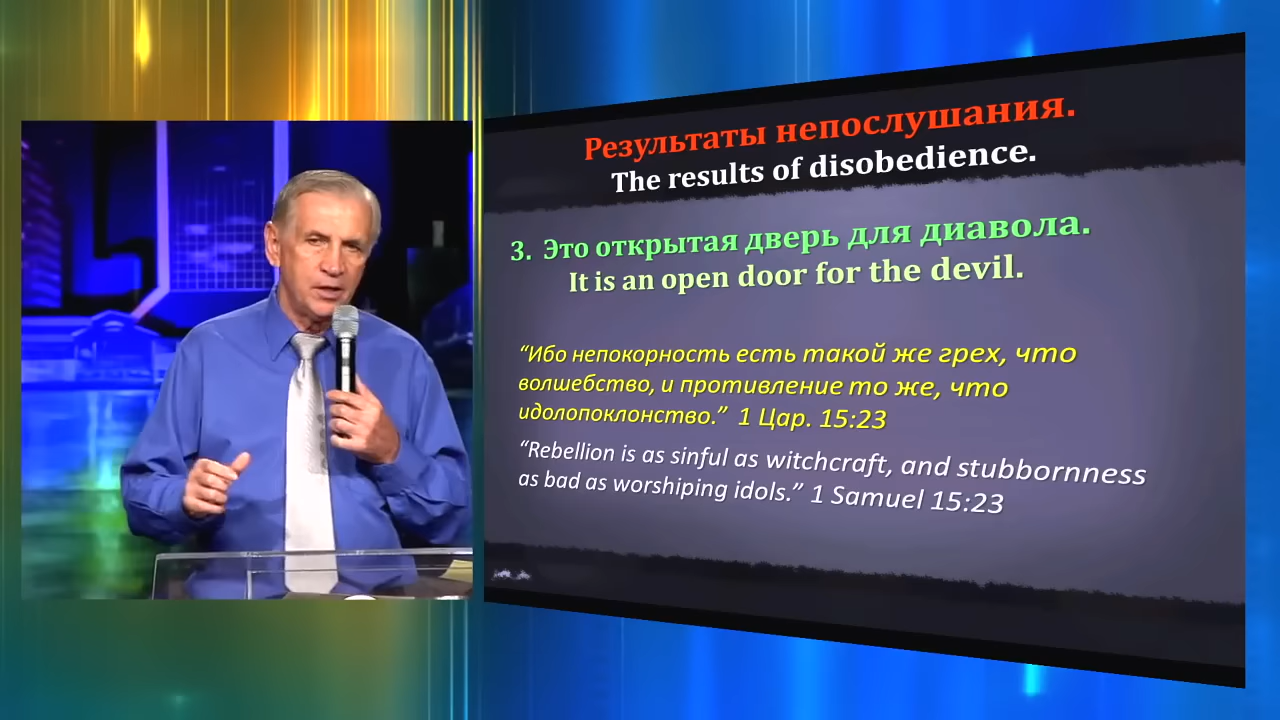 Результаты непослушания.
The results of disobedience.
3. Это открытая дверь для диавола.
It is an open door for the devil.
“Ибо непокорность есть такой же грех, что
волшебство, и противление то же, что
идолопоклонство.” 1 Цар. 15:23
“Rebellion is as sinful as witchcraft, and stubbornness
as bad as worshiping idols.” 1 Samuel 15:23